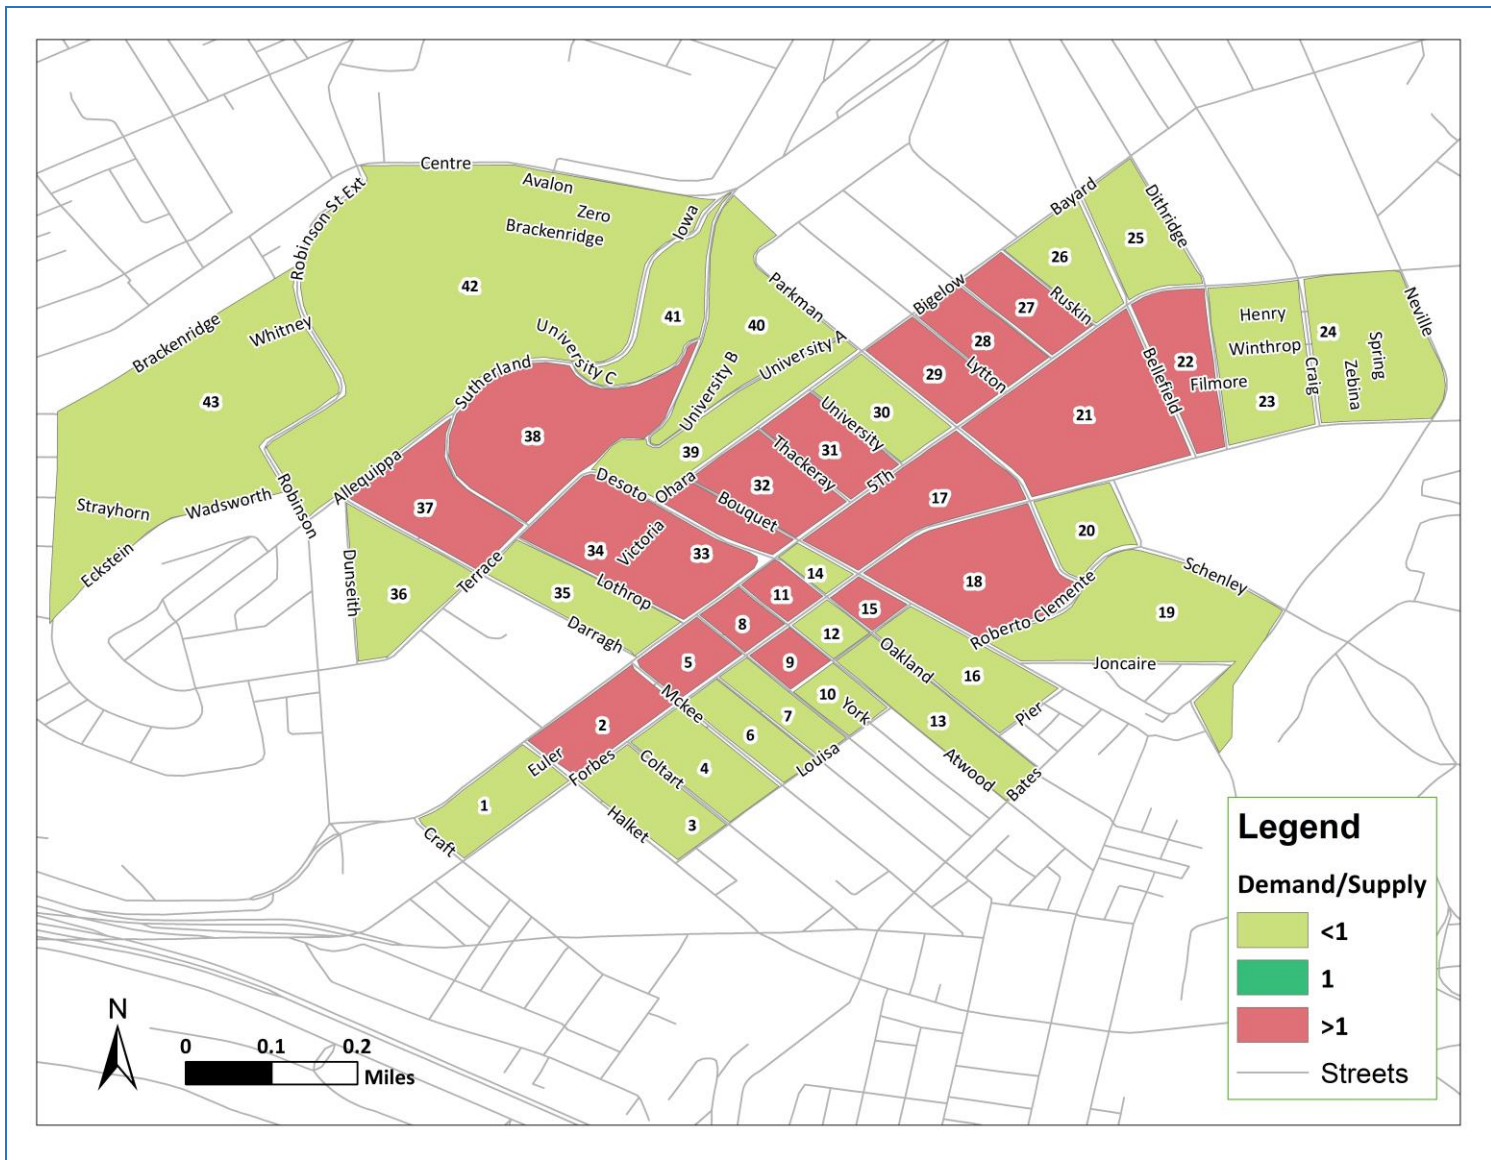 Centre
Avalon
Zero
Brackenridge
Iowa
Robinson St Ext
Bayard
Dithridge
25
26
42
Parkman
Bigelow
Ruskin
27
Neville
41
40
Henry
24
Whitney
Brackenridge
University C
University A
28
Winthrop
Spring
Sutherland
University B
Lytton
29
Bellefield
22
Filmore
Craig
Zebina
43
23
38
University
30
21
31
39
Thackeray
5Th
Allequippa
Desoto
Ohara
32
17
Strayhorn
Wadsworth
Robinson
37
Bouquet
20
Eckstein
34
Victoria
33
14
18
Schenley
Dunseith
36
Terrace
35
Lothrop
11
15
Roberto Clemente
19
Darragh
8
12
5
9
Oakland
16
Joncaire
Mckee
10
York
2
7
13
Pier
6
Euler
Forbes
Coltart
4
Louisa
Atwood
Bates
1
Craft
Halket
3
Legend
Demand/Supply
<1
1
>1
Streets
N
0 0.1 0.2
Miles